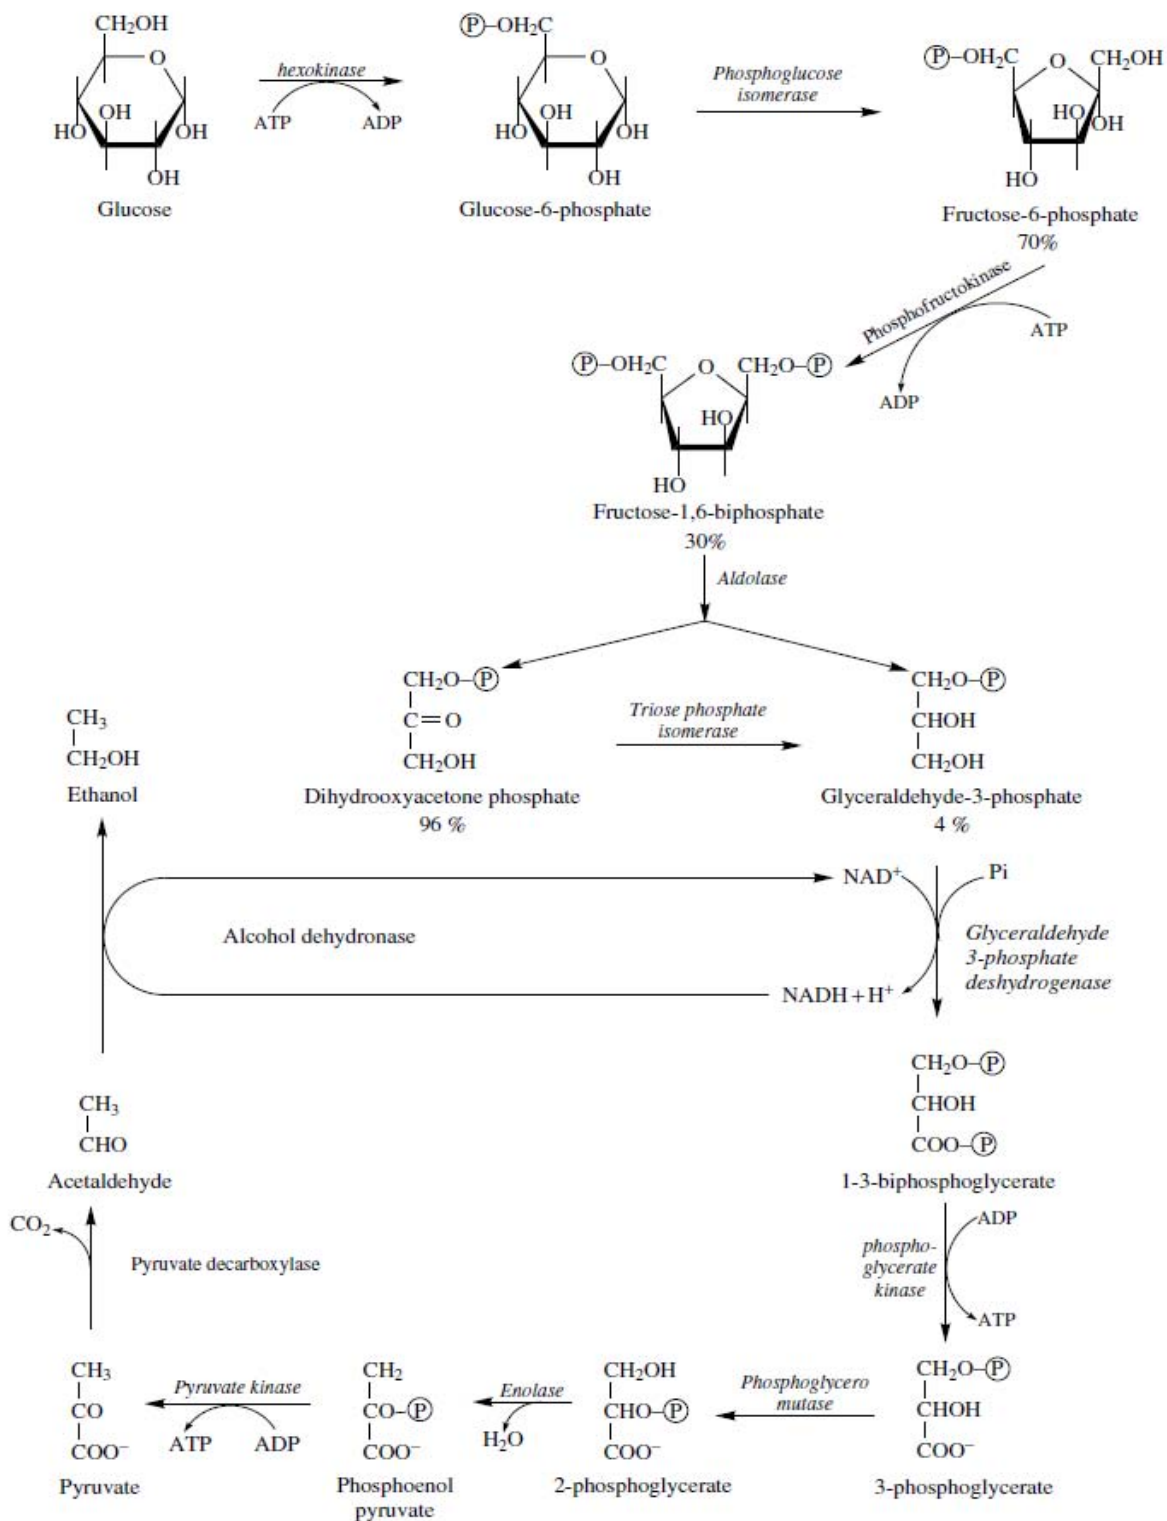 CH₂OH
O
OH
HO
OH
OH
Glucose
hexokinase
ATP
ADP
Ⓟ–OH₂C
O
OH
HO
OH
OH
Glucose-6-phosphate
Phosphoglucose
isomerase
Ⓟ–OH₂C
O
CH₂OH
HO
OH
HO
Fructose-6-phosphate
70%
Phosphofructokinase
ATP
ADP
Ⓟ–OH₂C
O
CH₂O–Ⓟ
HO
HO
Fructose-1,6-biphosphate
30%
Aldolase
CH₂O–Ⓟ
C=O
CH₂OH
Dihydrooxyacetone phosphate
96 %
Triose phosphate
isomerase
CH₂O–Ⓟ
CHOH
CH₂OH
Glyceraldehyde-3-phosphate
4 %
CH₃
CH₂OH
Ethanol
NAD⁺
Pi
Alcohol dehydronase
Glyceraldehyde
3-phosphate
deshydrogenase
NADH + H⁺
CH₂O–Ⓟ
CHOH
COO–Ⓟ
1-3-biphosphoglycerate
CH₃
CHO
Acetaldehyde
CO₂
Pyruvate decarboxylase
ADP
phospho-
glycerate
kinase
ATP
CH₃
CO
COO⁻
Pyruvate
Pyruvate kinase
ATP
ADP
CH₂
CO–Ⓟ
COO⁻
Phosphoenol
pyruvate
Enolase
H₂O
CH₂OH
CHO–Ⓟ
COO⁻
2-phosphoglycerate
Phosphoglycero
mutase
CH₂O–Ⓟ
CHOH
COO⁻
3-phosphoglycerate